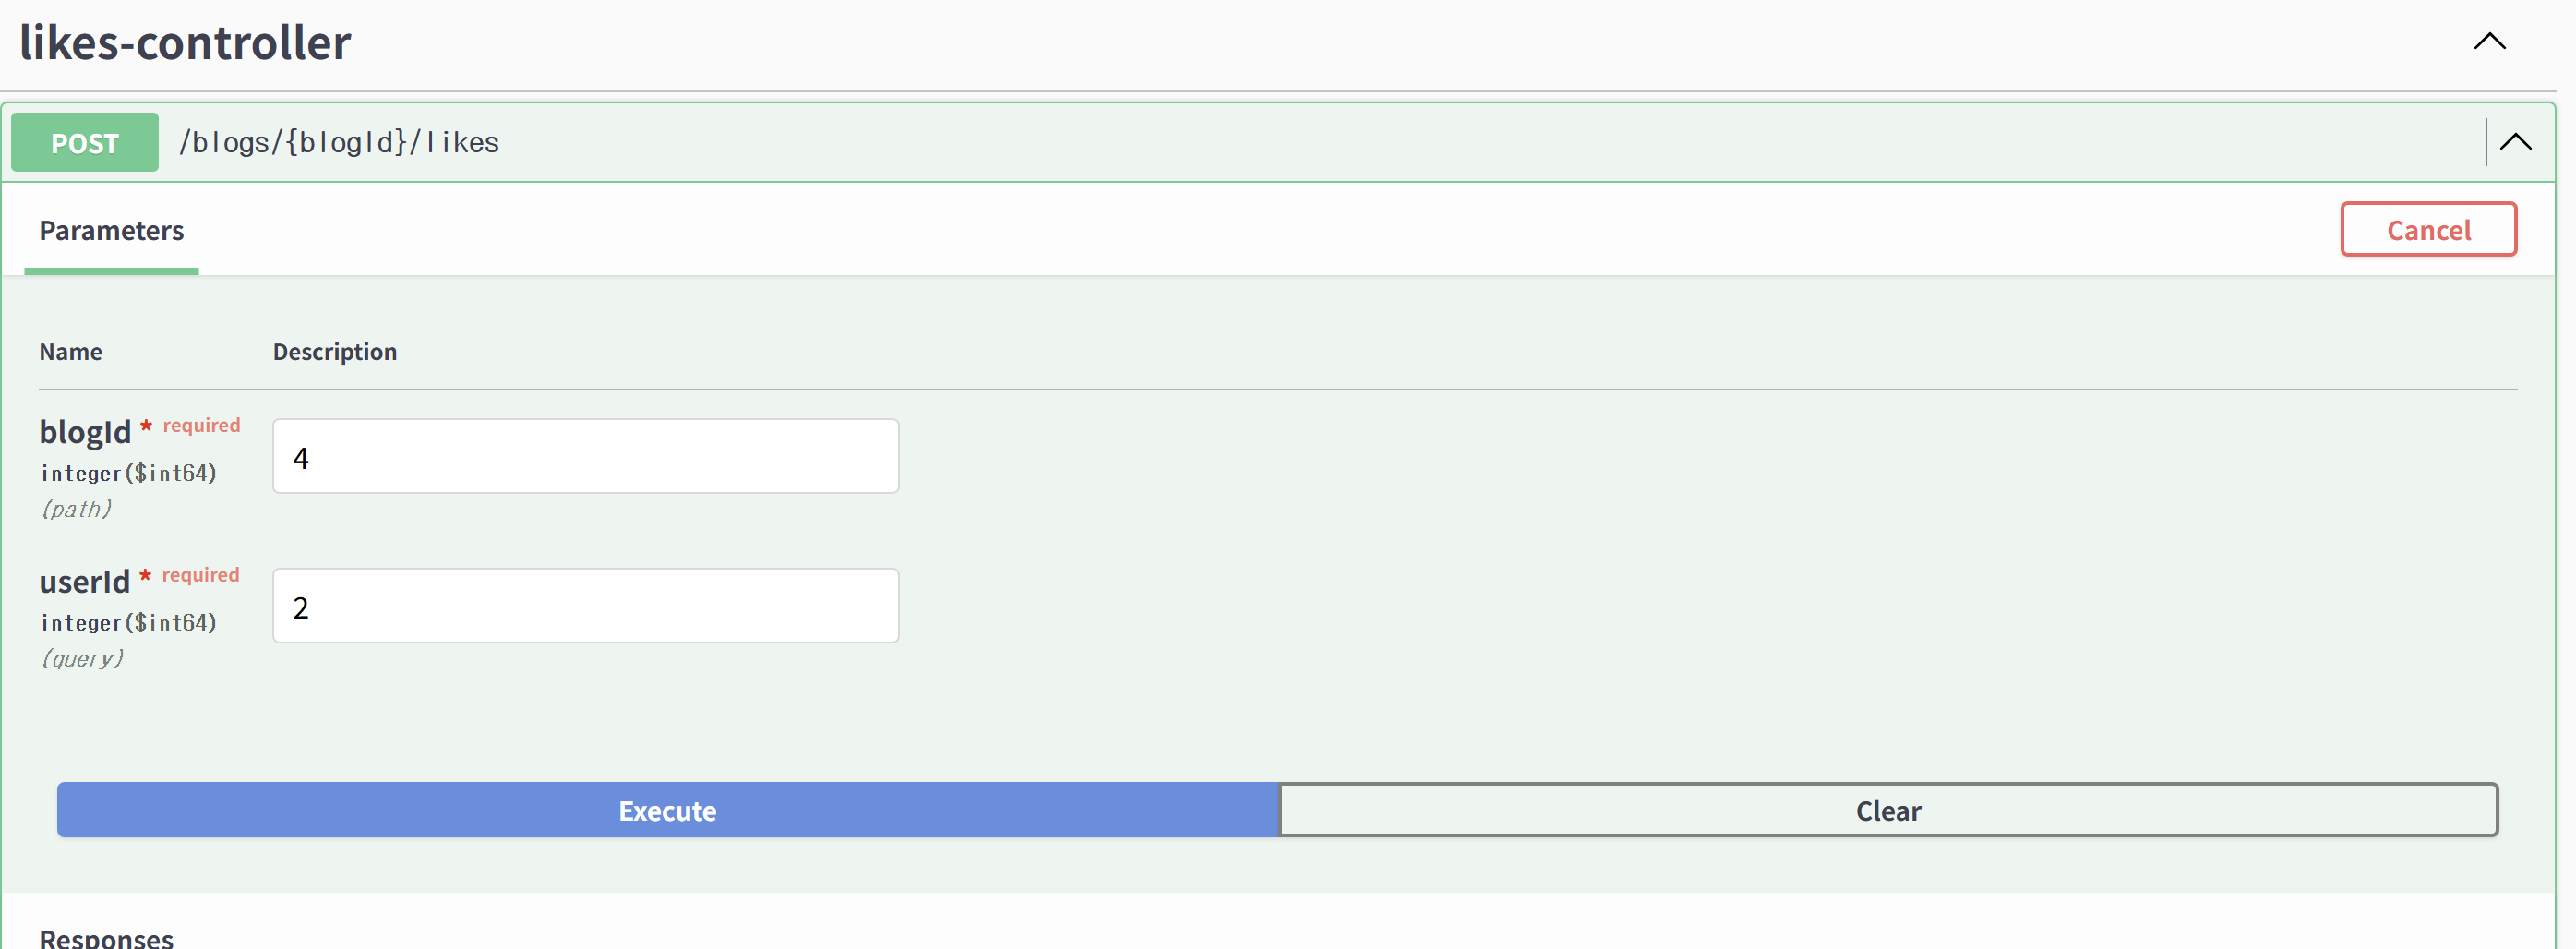 likes-controller
POST /blogs/{blogId}/likes
Parameters
Cancel
Name Description
blogId * required
integer($int64)
(path)
4
userId * required
integer($int64)
(query)
2
Execute
Clear
Responses